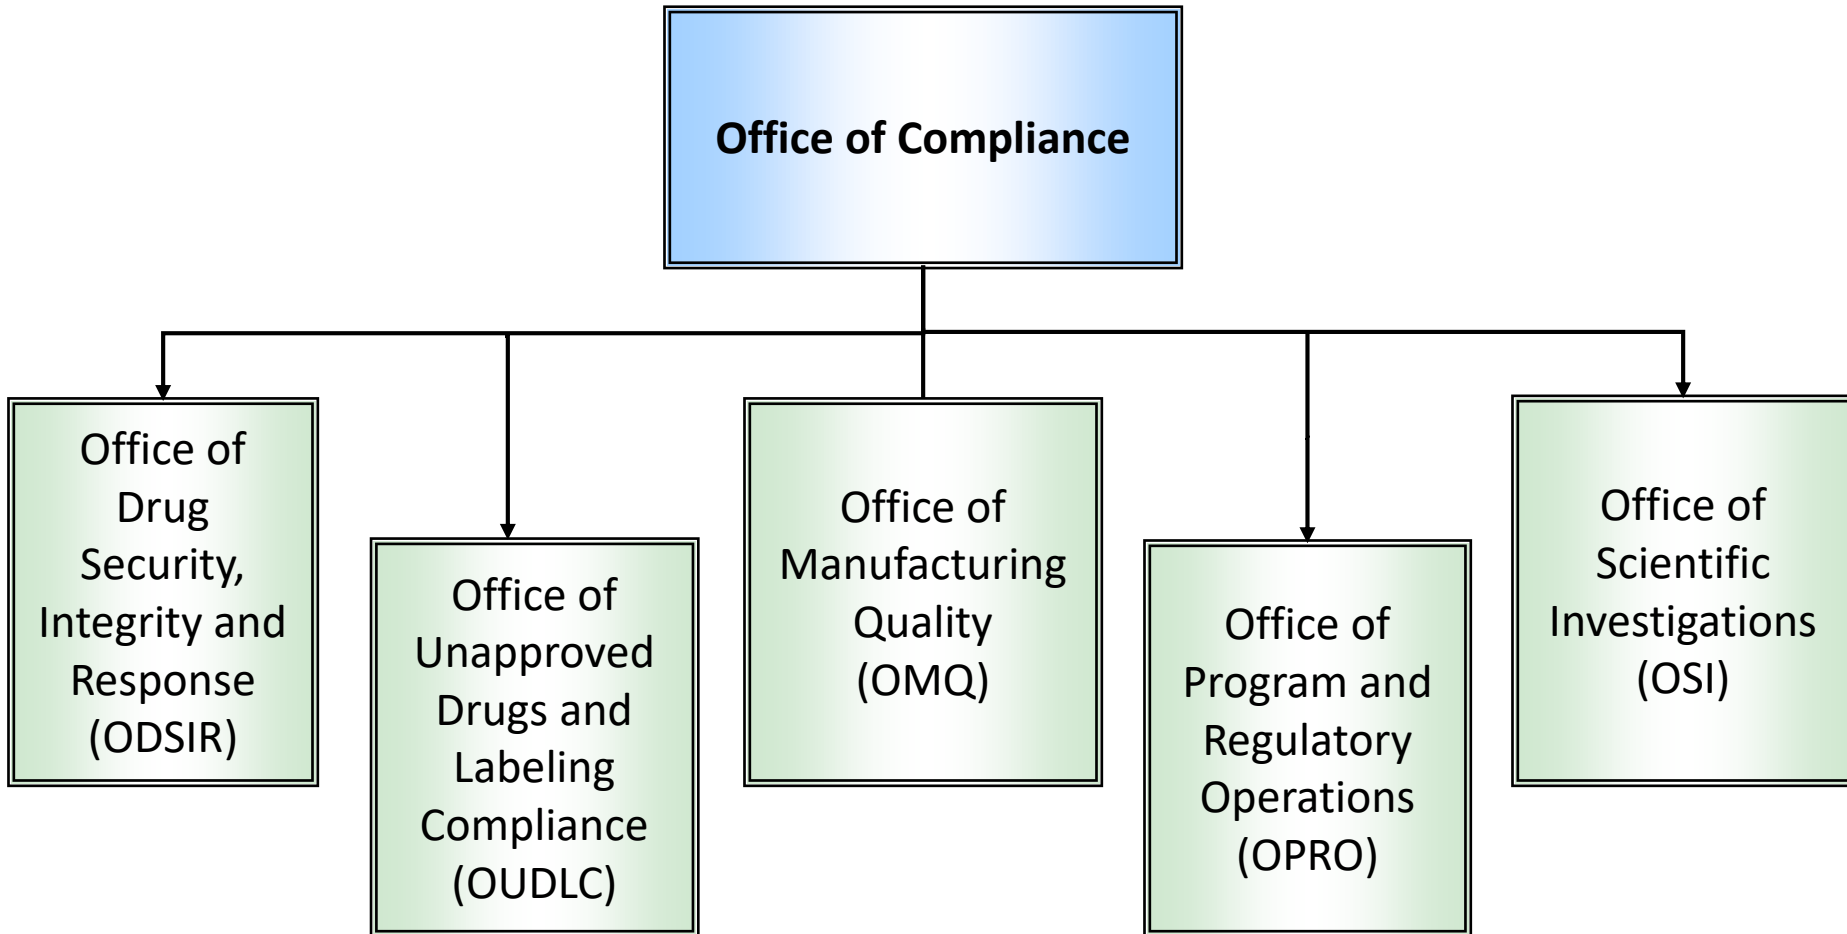 Office of Compliance
Office of
Drug
Security,
Integrity and
Response
(ODSIR)
Office of
Unapproved
Drugs and
Labeling
Compliance
(OUDLC)
Office of
Manufacturing
Quality
(OMQ)
Office of
Program and
Regulatory
Operations
(OPRO)
Office of
Scientific
Investigations
(OSI)